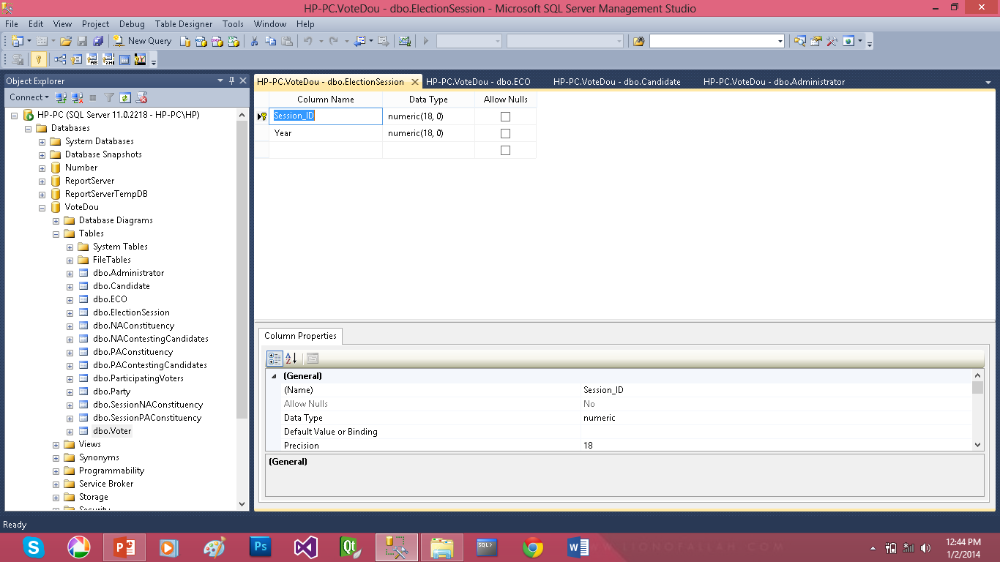 HP-PC.VoteDou - dbo.ElectionSession - Microsoft SQL Server Management Studio
File Edit View Project Debug Table Designer Tools Window Help
New Query
Object Explorer
Connect
HP-PC (SQL Server 11.0.2218 - HP-PC\HP)
Databases
System Databases
Database Snapshots
Number
ReportServer
ReportServerTempDB
VoteDou
Database Diagrams
Tables
System Tables
FileTables
dbo.Administrator
dbo.Candidate
dbo.ECO
dbo.ElectionSession
dbo.NAConstituency
dbo.NAContestingCandidates
dbo.PAConstituency
dbo.PAContestingCandidates
dbo.ParticipatingVoters
dbo.Party
dbo.SessionNAConstituency
dbo.SessionPAConstituency
dbo.Voter
Views
Synonyms
Programmability
Service Broker
Storage
Security
HP-PC.VoteDou - dbo.ElectionSession HP-PC.VoteDou - dbo.ECO HP-PC.VoteDou - dbo.Candidate HP-PC.VoteDou - dbo.Administrator
Column Name Data Type Allow Nulls
Session_ID numeric(18, 0)
Year numeric(18, 0)
Column Properties
(General)
(Name) Session_ID
Allow Nulls No
Data Type numeric
Default Value or Binding
Precision 18
(General)
Ready
12:44 PM
1/2/2014